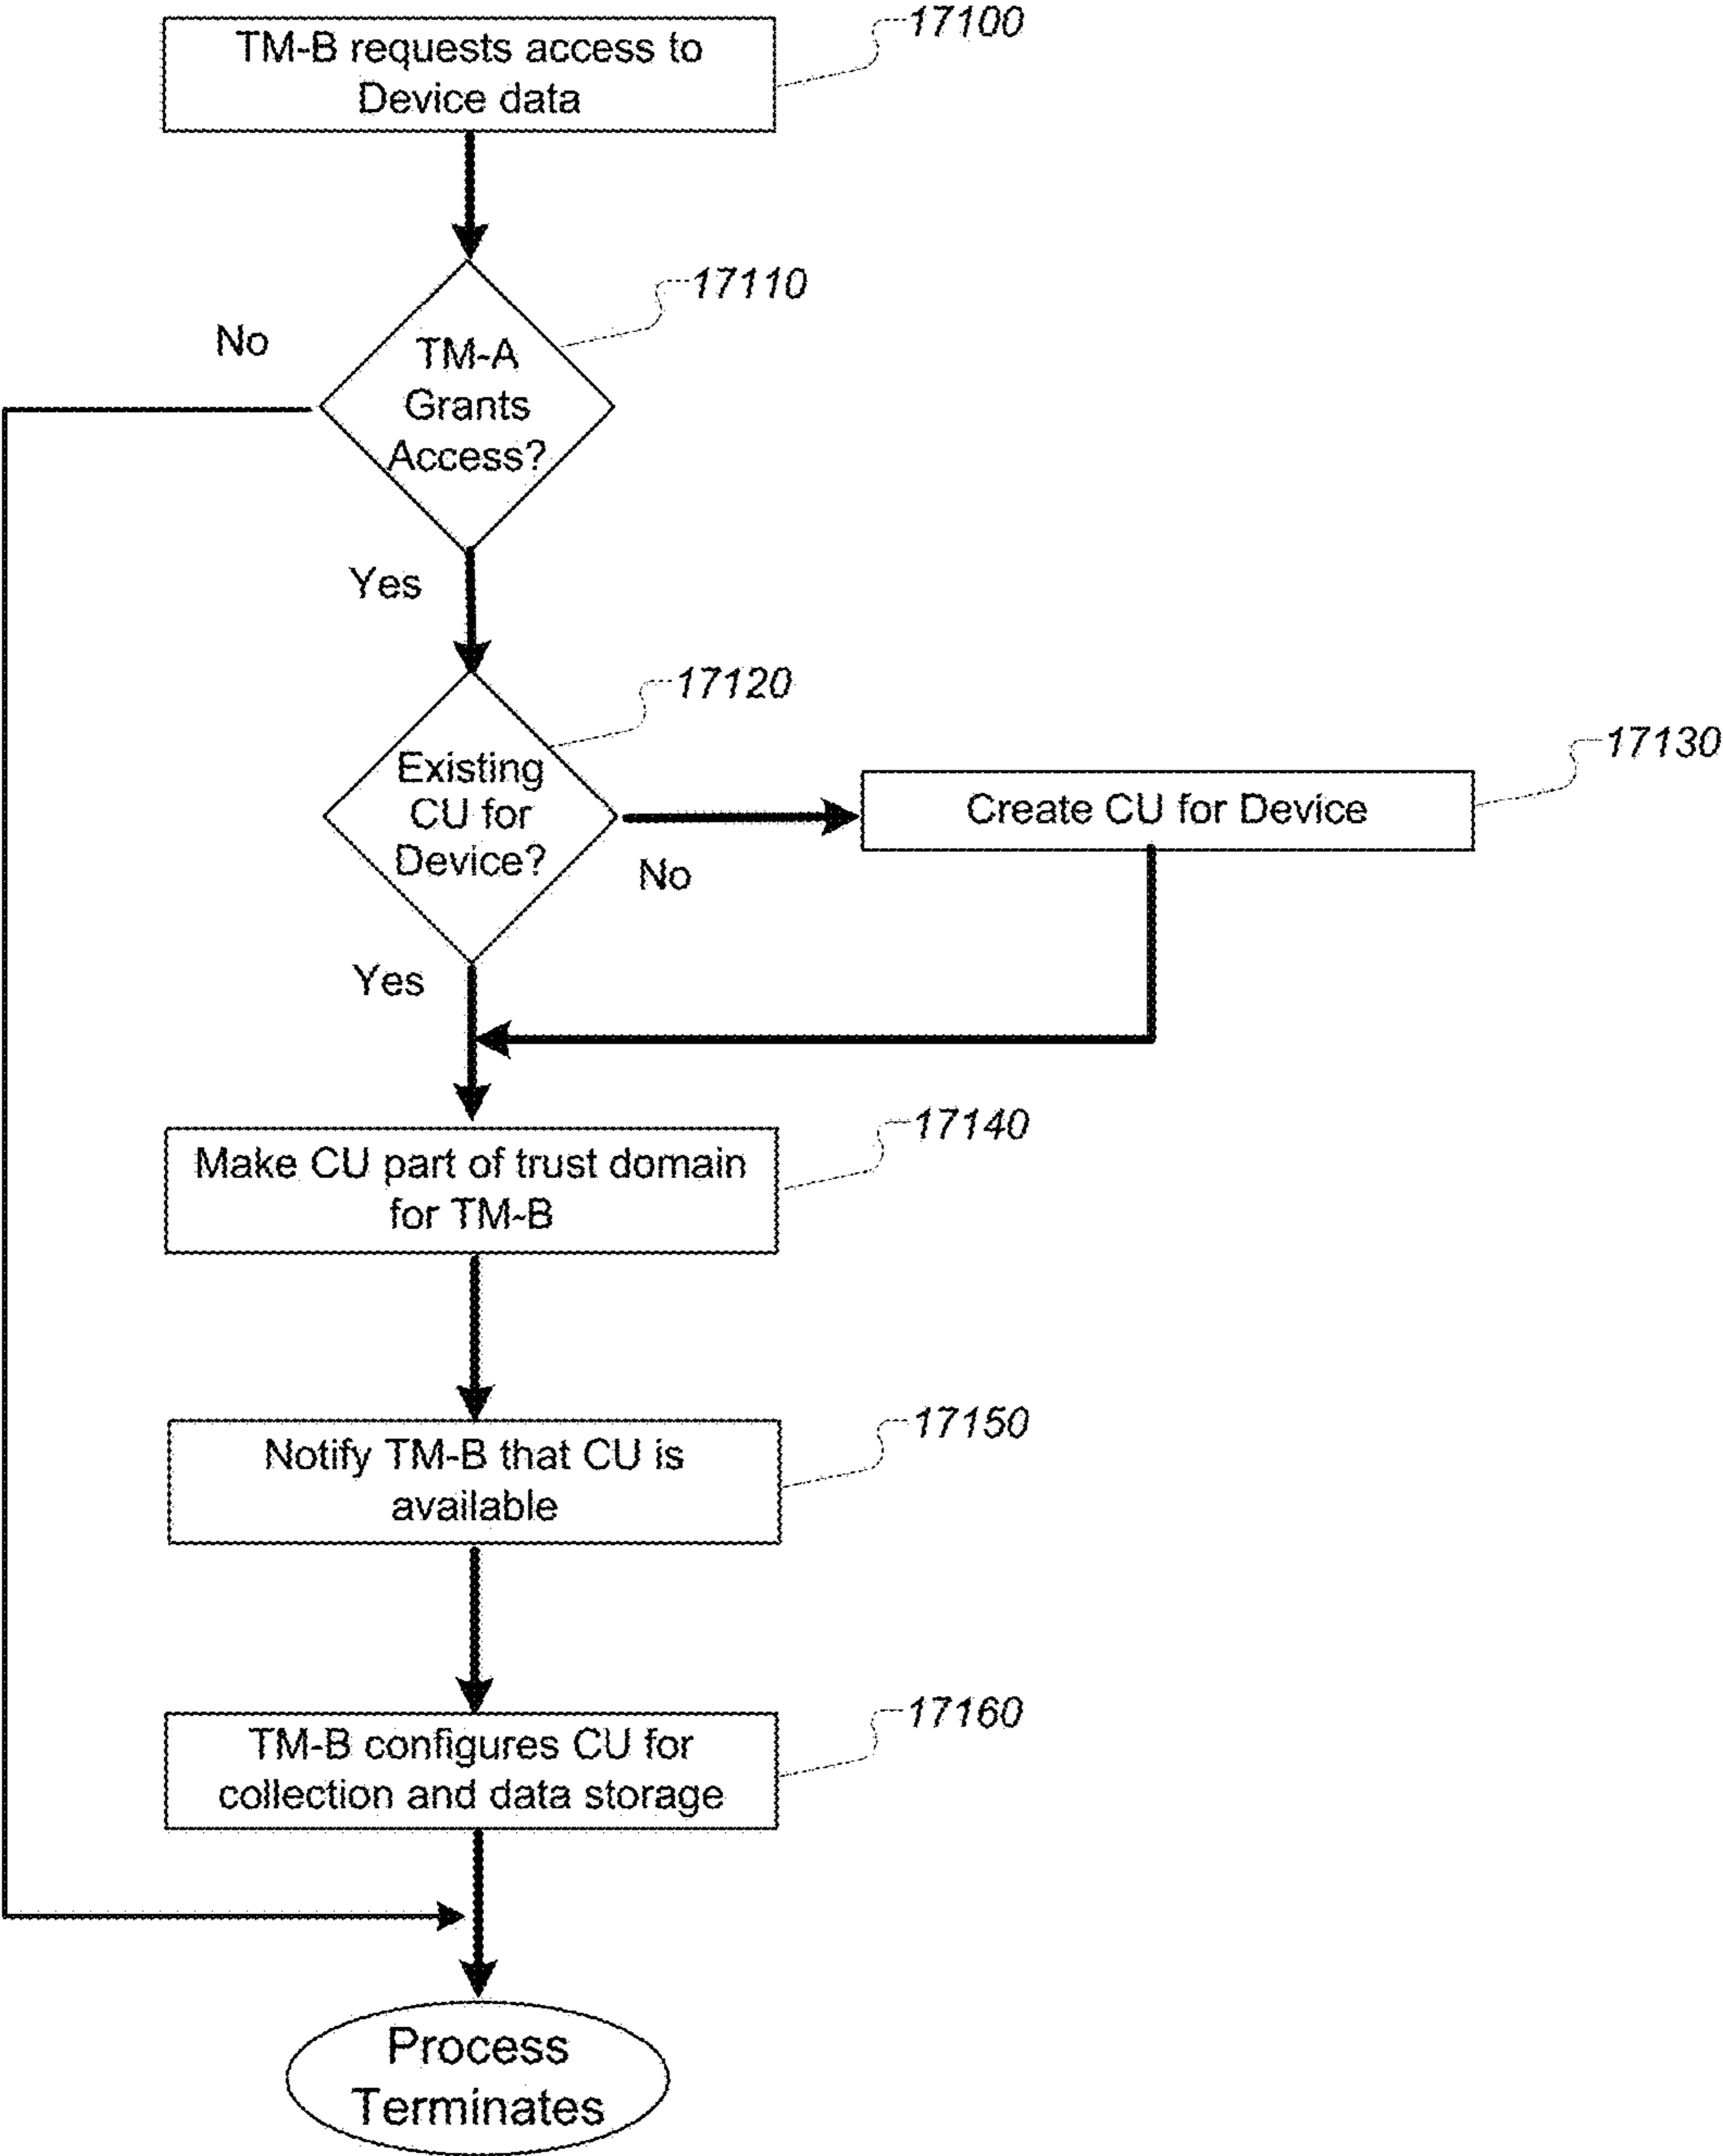 17100
TM-B requests access to
Device data
17110
No
TM-A
Grants
Access?
Yes
17120
Existing
CU for
Device?
17130
Create CU for Device
No
Yes
17140
Make CU part of trust domain
for TM-B
17150
Notify TM-B that CU is
available
17160
TM-B configures CU for
collection and data storage
Process
Terminates